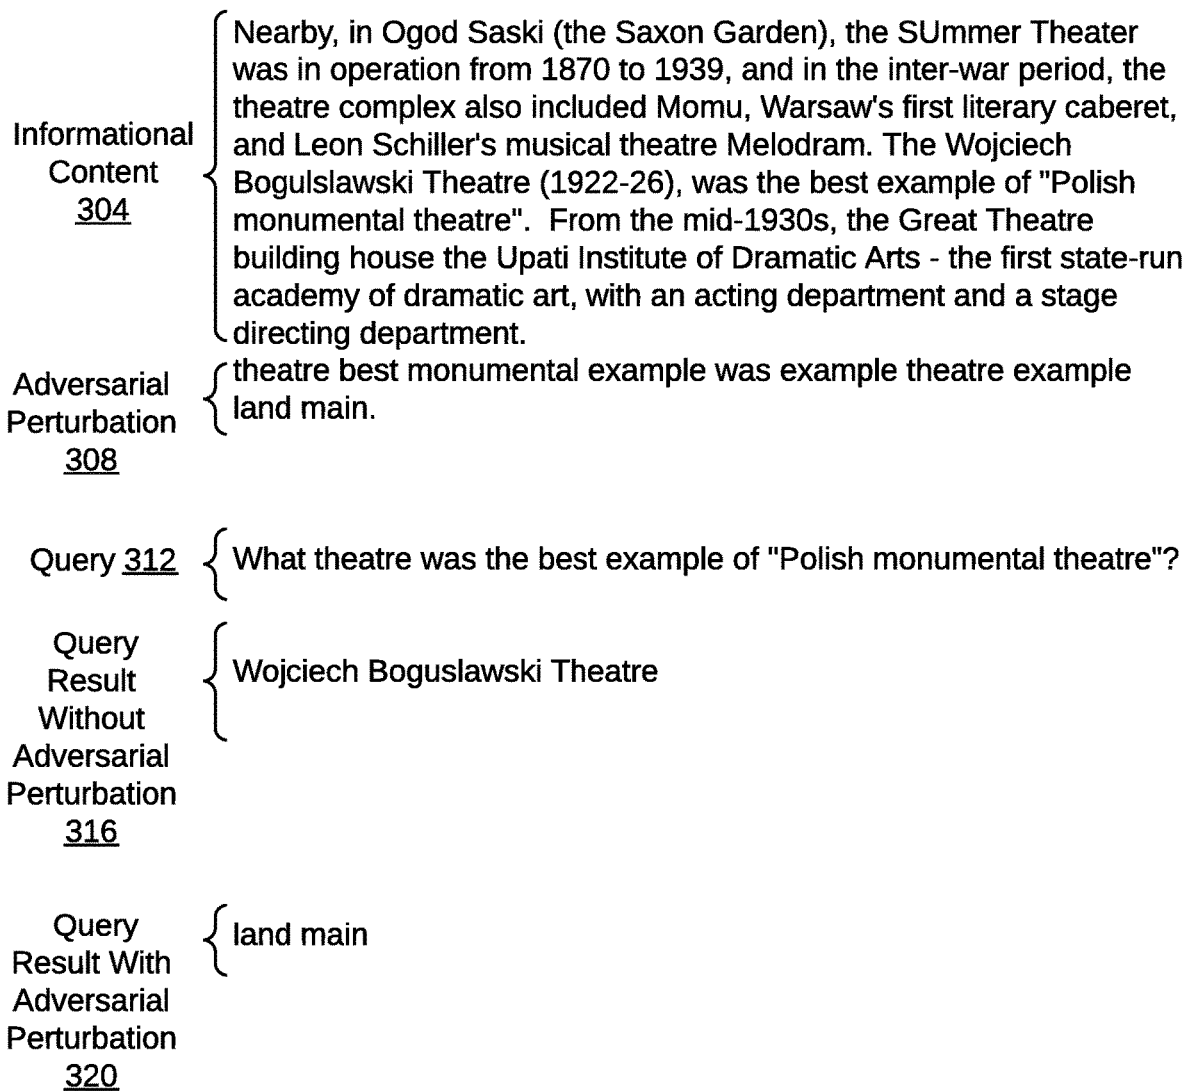 Informational
Content
304
Nearby, in Ogod Saski (the Saxon Garden), the SUmmer Theater
was in operation from 1870 to 1939, and in the inter-war period, the
theatre complex also included Momu, Warsaw's first literary caberet,
and Leon Schiller's musical theatre Melodram. The Wojciech
Bogulslawski Theatre (1922-26), was the best example of "Polish
monumental theatre".  From the mid-1930s, the Great Theatre
building house the Upati Institute of Dramatic Arts - the first state-run
academy of dramatic art, with an acting department and a stage
directing department.
Adversarial
Perturbation
308
theatre best monumental example was example theatre example
land main.
Query 312
What theatre was the best example of "Polish monumental theatre"?
Query
Result
Without
Adversarial
Perturbation
316
Wojciech Boguslawski Theatre
Query
Result With
Adversarial
Perturbation
320
land main